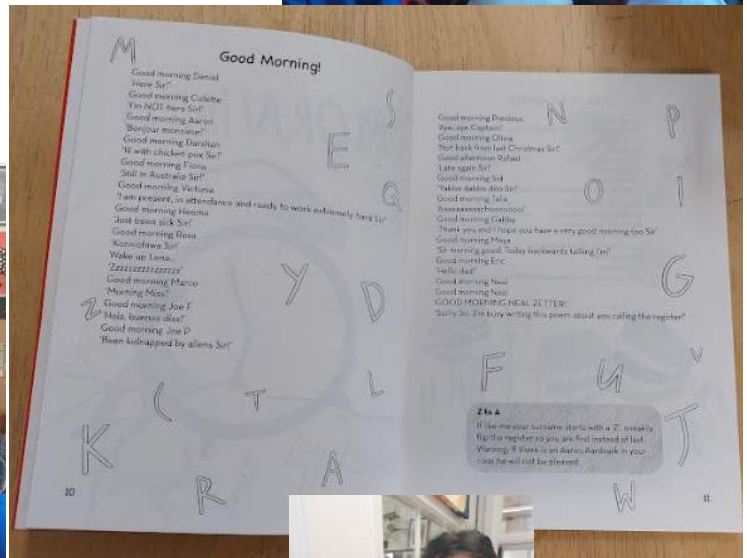 Good Morning!
Good morning Daniel
'Here Sir!'
Good morning Colette
'I'm NOT here Sir!'
Good morning Aaron
'Bonjour monsieur!'
Good morning Darshan
'Ill with chicken pox Sir!'
Good morning Fiona
'Still in Australia Sir!'
Good morning Victoria
'I am present, in attendance and ready to work extremely hard Sir'
Good morning Heema
'Just been sick Sir!'
Good morning Rosa
'Konnichiwa Sir!'
Wake up Lena...
Good morning Marco
'Morning Miss!'
Good morning Joe F
'Hola, buenos días!'
Good morning Joe P
'Been kidnapped by aliens Sir!'
10
Good morning Precious
'Aye, aye Captain!'
Good morning Olivia
'Not back from last Christmas Sir!'
Good afternoon Rafael
'Late again Sir!'
Good morning Sid
'Yabba dabba doo Sir!'
Good morning Talia
Good morning Gabby
'Thank you and I hope you have a very good morning too Sir'
Good morning Maya
'Sir morning good. Today backwards talking I'm!'
Good morning Eric
'Hello dad!'
Good morning Neal
Good morning Neal
GOOD MORNING NEAL ZETTER!
'Sorry Sir, I'm busy writing this poem about you calling the register!'
Z to A
If like me your surname starts with a 'Z', sneakily
flip the register so you are first instead of last.
Warning: If there is an Aaron Aardvark in your
class he will not be pleased.
11
M
S
E
Q
Y
D
Z
C
T
L
K
R
A
N
P
O
I
G
F
U
V
J
W